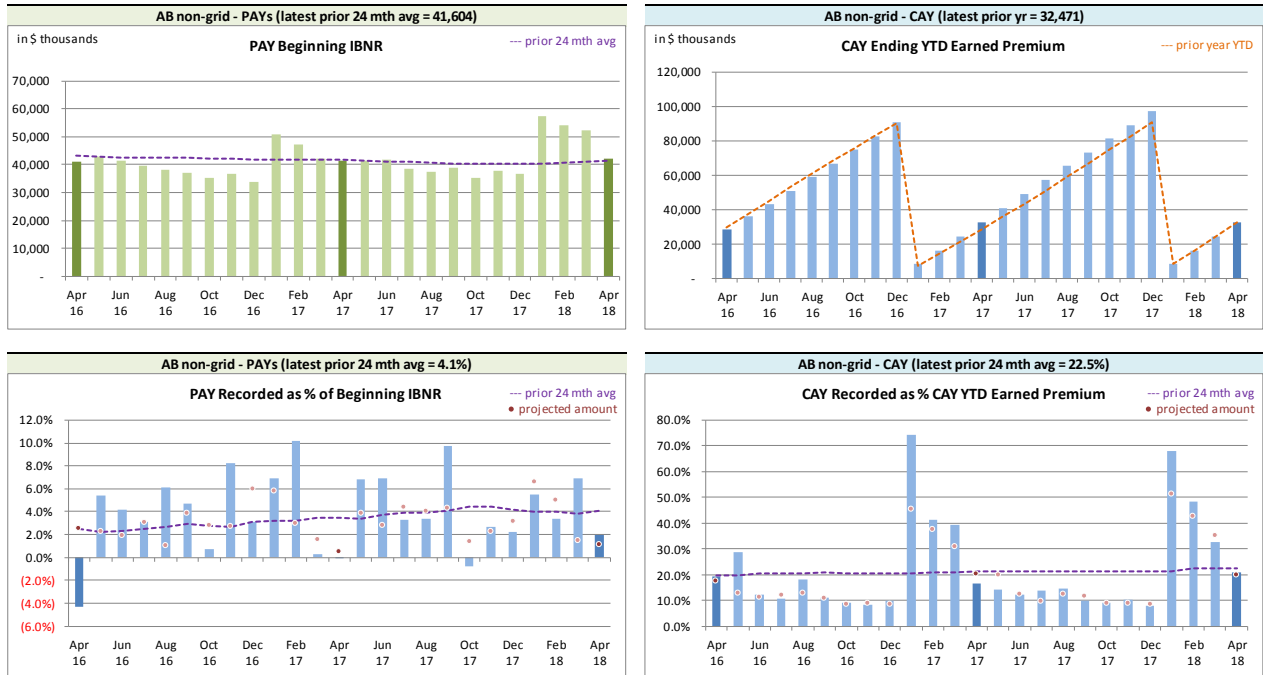 AB non-grid - PAYs (latest prior 24 mth avg = 41,604)
in $ thousands
PAY Beginning IBNR
--- prior 24 mth avg
70,000
60,000
50,000
40,000
30,000
20,000
10,000
-
Apr Jun Aug Oct Dec Feb Apr Jun Aug Oct Dec Feb Apr
16 16 16 16 16 17 17 17 17 17 17 18 18
AB non-grid - CAY (latest prior yr = 32,471)
in $ thousands
CAY Ending YTD Earned Premium
--- prior year YTD
120,000
100,000
80,000
60,000
40,000
20,000
-
Apr Jun Aug Oct Dec Feb Apr Jun Aug Oct Dec Feb Apr
16 16 16 16 16 17 17 17 17 17 17 18 18
AB non-grid - PAYs (latest prior 24 mth avg = 4.1%)
PAY Recorded as % of Beginning IBNR
--- prior 24 mth avg
• projected amount
12.0%
10.0%
8.0%
6.0%
4.0%
2.0%
0.0%
(2.0%)
(4.0%)
(6.0%)
Apr Jun Aug Oct Dec Feb Apr Jun Aug Oct Dec Feb Apr
16 16 16 16 16 17 17 17 17 17 17 18 18
AB non-grid - CAY (latest prior 24 mth avg = 22.5%)
CAY Recorded as % CAY YTD Earned Premium
--- prior 24 mth avg
• projected amount
80.0%
70.0%
60.0%
50.0%
40.0%
30.0%
20.0%
10.0%
0.0%
Apr Jun Aug Oct Dec Feb Apr Jun Aug Oct Dec Feb Apr
16 16 16 16 16 17 17 17 17 17 17 18 18